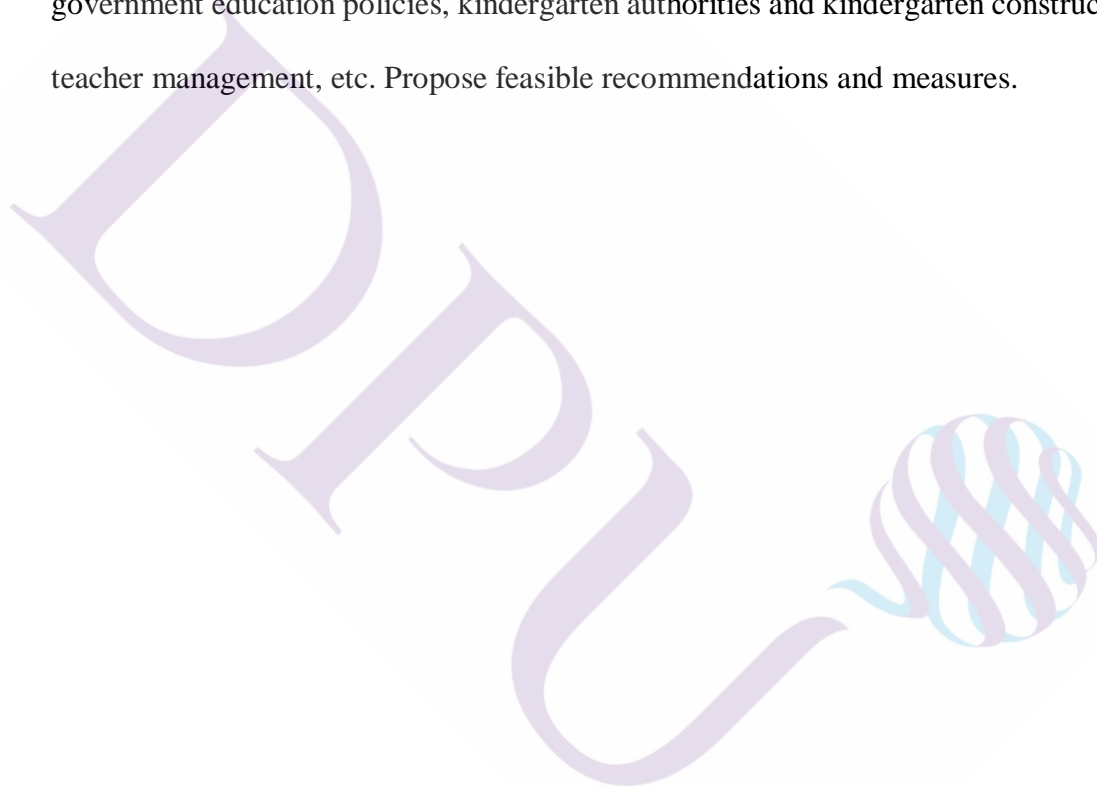 government education policies, kindergarten authorities and kindergarten construc
teacher management, etc. Propose feasible recommendations and measures.
DPU